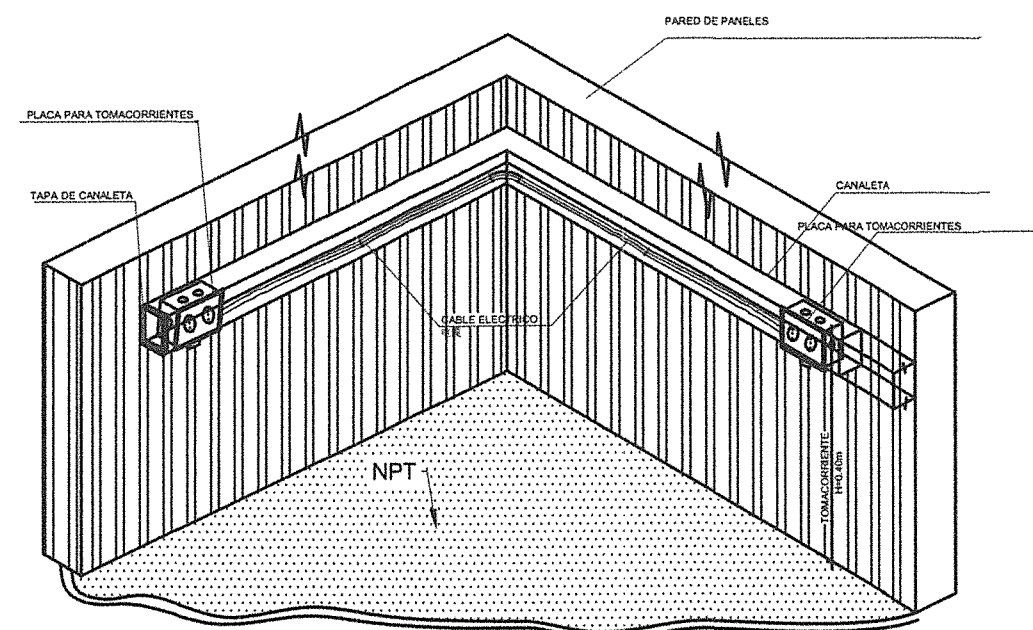 PARED DE PANELES
PLACA PARA TOMACORRIENTES
TAPA DE CANALETA
CANALETA
PLACA PARA TOMACORRIENTES
CABLE ELECTRICO
NPT
TOMACORRIENTE
H=0.40m